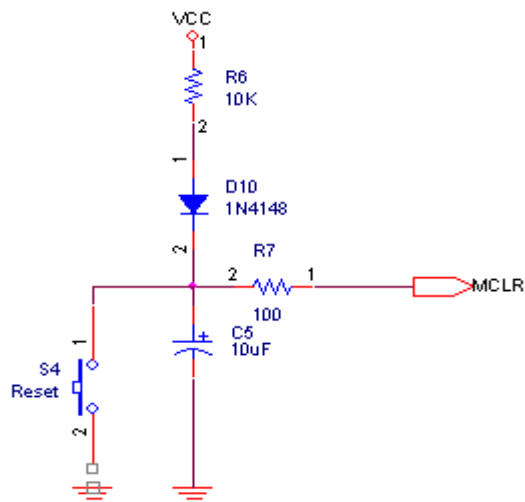 VCC
1
R6
10K
2
1
D10
1N4148
2
R7
2
1
MCLR
100
C5
10uF
+
1
S4
Reset
2